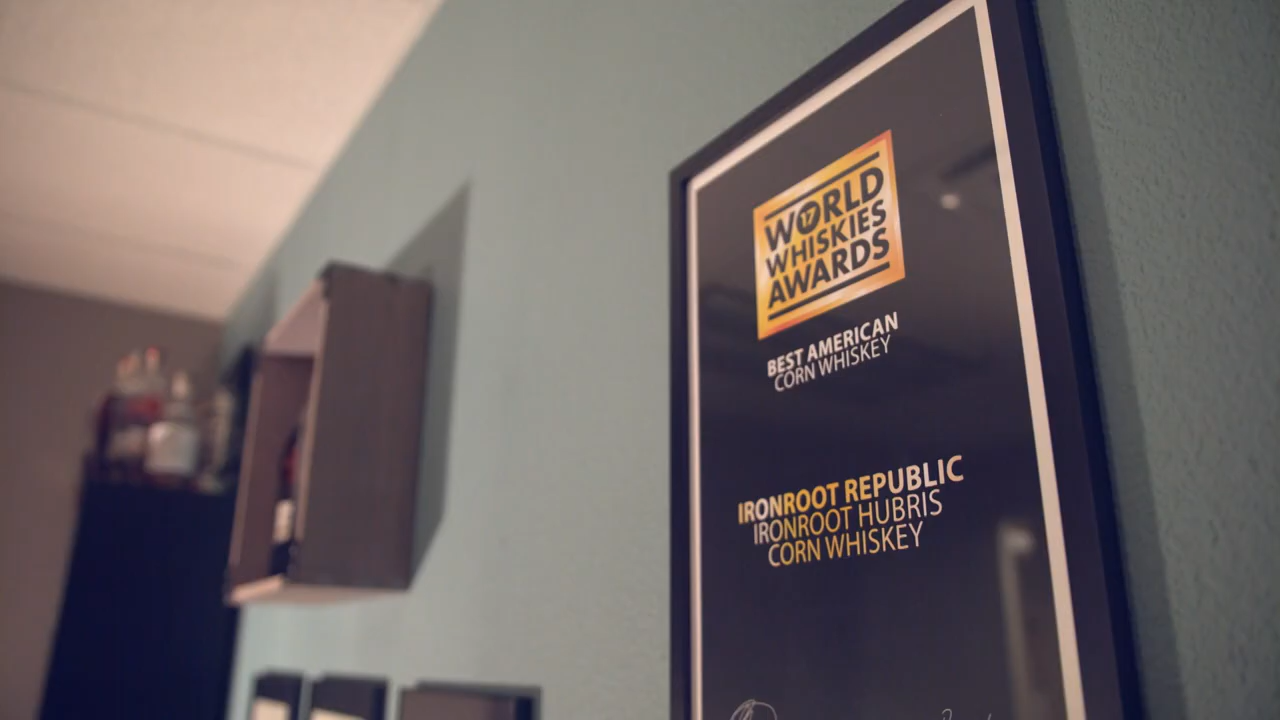 WORLD
17
WHISKIES
AWARDS
BEST AMERICAN
CORN WHISKEY
IRONROOT REPUBLIC
IRONROOT HUBRIS
CORN WHISKEY